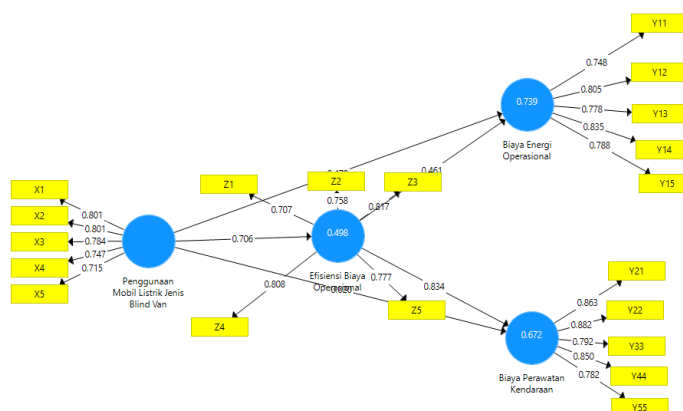 Y11
0.748
Y12
0.805
0.739
0.778
Y13
0.835
Y14
Biaya Energi
Operasional
0.788
Y15
Z1
Z2
Z3
0.461
0.707
0.758
0.817
X1
0.801
X2
0.801
X3
0.784
X4
0.747
X5
0.715
Penggunaan
Mobil Listrik Jenis
Blind Van
0.706
0.498
Efisiensi Biaya
Operasional
0.777
0.808
Z4
Z5
0.834
Y21
0.863
Y22
0.882
0.672
0.792
Y33
0.850
Y44
0.782
Y55
Biaya Perawatan
Kendaraan